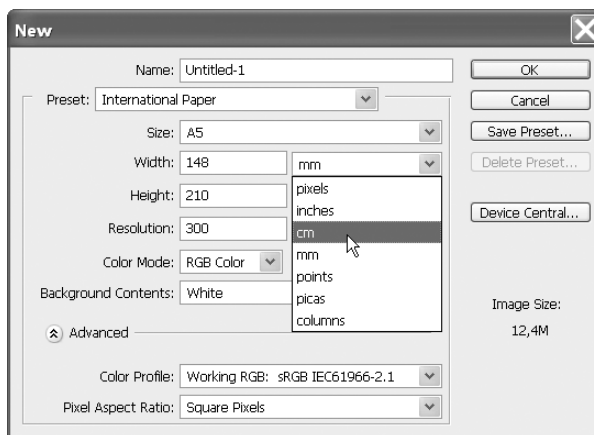 New
Name: Untitled-1
OK
Preset: International Paper
Cancel
Size: A5
Save Preset...
Width: 148 mm
Delete Preset...
Height: 210
pixels
inches
Device Central...
Resolution: 300
cm
mm
Color Mode: RGB Color
points
Background Contents: White
picas
columns
Image Size:
12,4M
Advanced
Color Profile: Working RGB: sRGB IEC61966-2.1
Pixel Aspect Ratio: Square Pixels